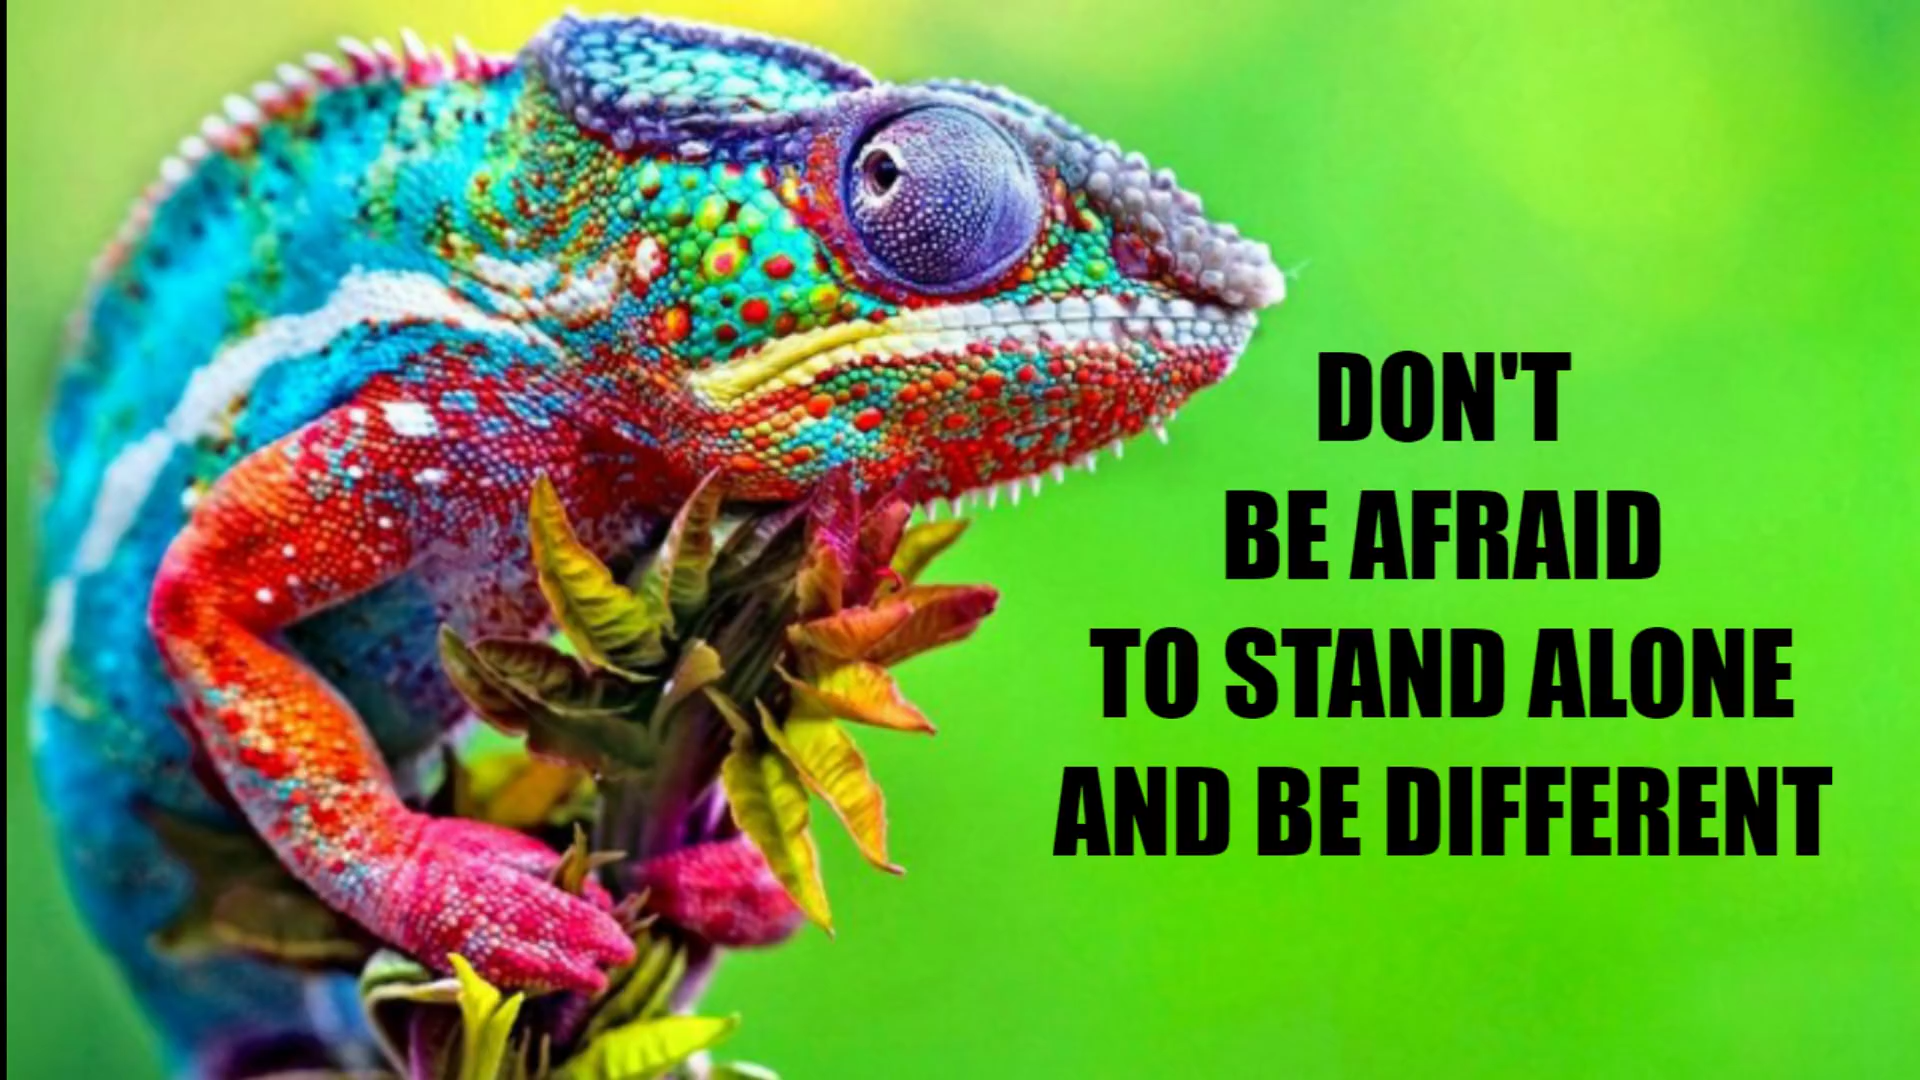 DON'T
BE AFRAID
TO STAND ALONE
AND BE DIFFERENT